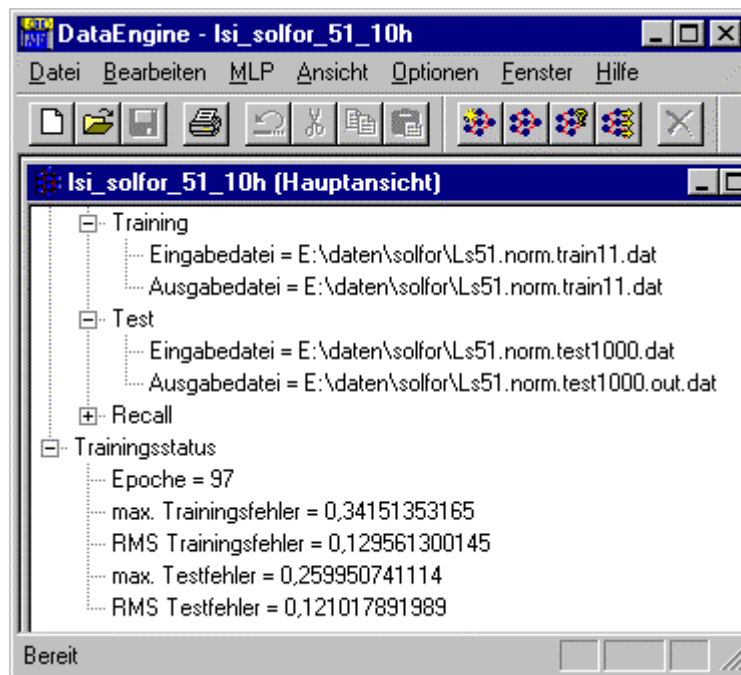 DataEngine - lsi_solfor_51_10h
Datei Bearbeiten MLP Ansicht Optionen Fenster Hilfe
lsi_solfor_51_10h (Hauptansicht)
Training
Eingabedatei = E:\daten\solfor\Ls51.norm.train11.dat
Ausgabedatei = E:\daten\solfor\Ls51.norm.train11.dat
Test
Eingabedatei = E:\daten\solfor\Ls51.norm.test1000.dat
Ausgabedatei = E:\daten\solfor\Ls51.norm.test1000.out.dat
Recall
Trainingsstatus
Epoche = 97
max. Trainingsfehler = 0,34151353165
RMS Trainingsfehler = 0,129561300145
max. Testfehler = 0,259950741114
RMS Testfehler = 0,121017891989
Bereit